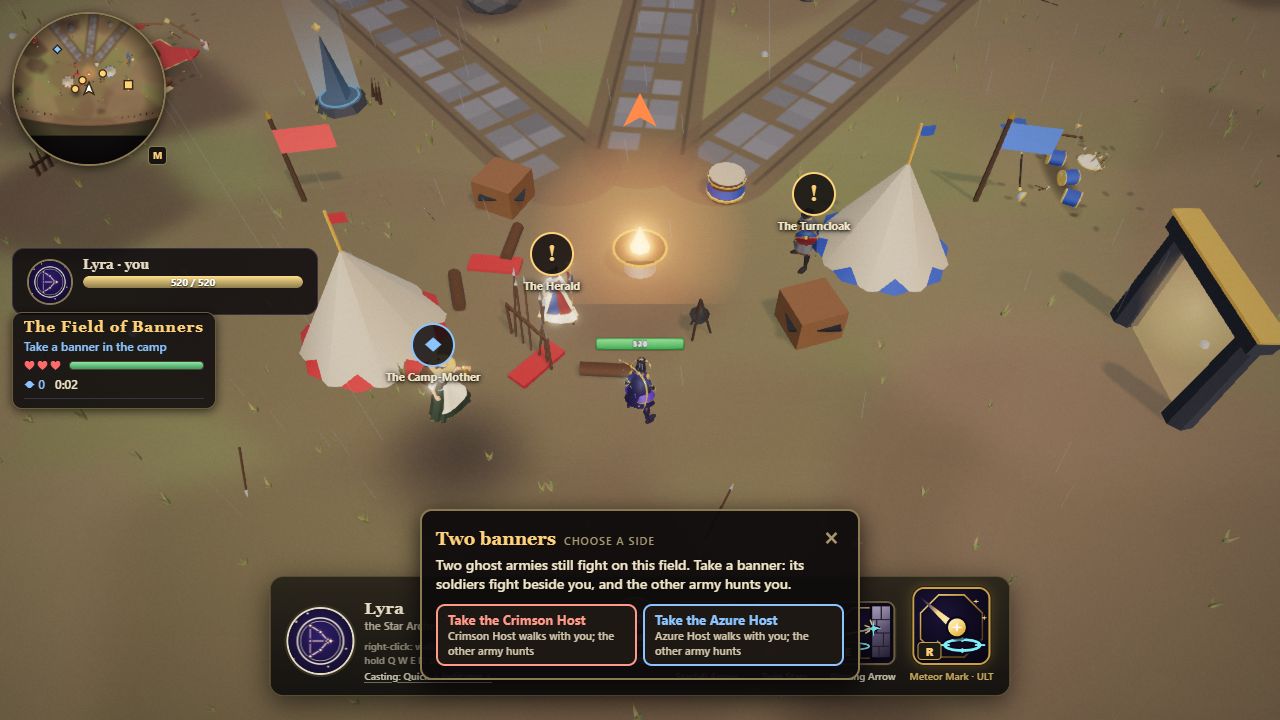 M
!
The Turncloak
!
The Herald
Lyra · you
520 / 520
The Field of Banners
Take a banner in the camp
0 0:02
The Camp-Mother
520
Two banners CHOOSE A SIDE
Two ghost armies still fight on this field. Take a banner: its
soldiers fight beside you, and the other army hunts you.
Take the Crimson Host
Crimson Host walks with you; the
other army hunts
Take the Azure Host
Azure Host walks with you; the
other army hunts
Lyra
the Star
right-click:
hold Q W E
Casting:
Arrow
R
Meteor Mark · ULT